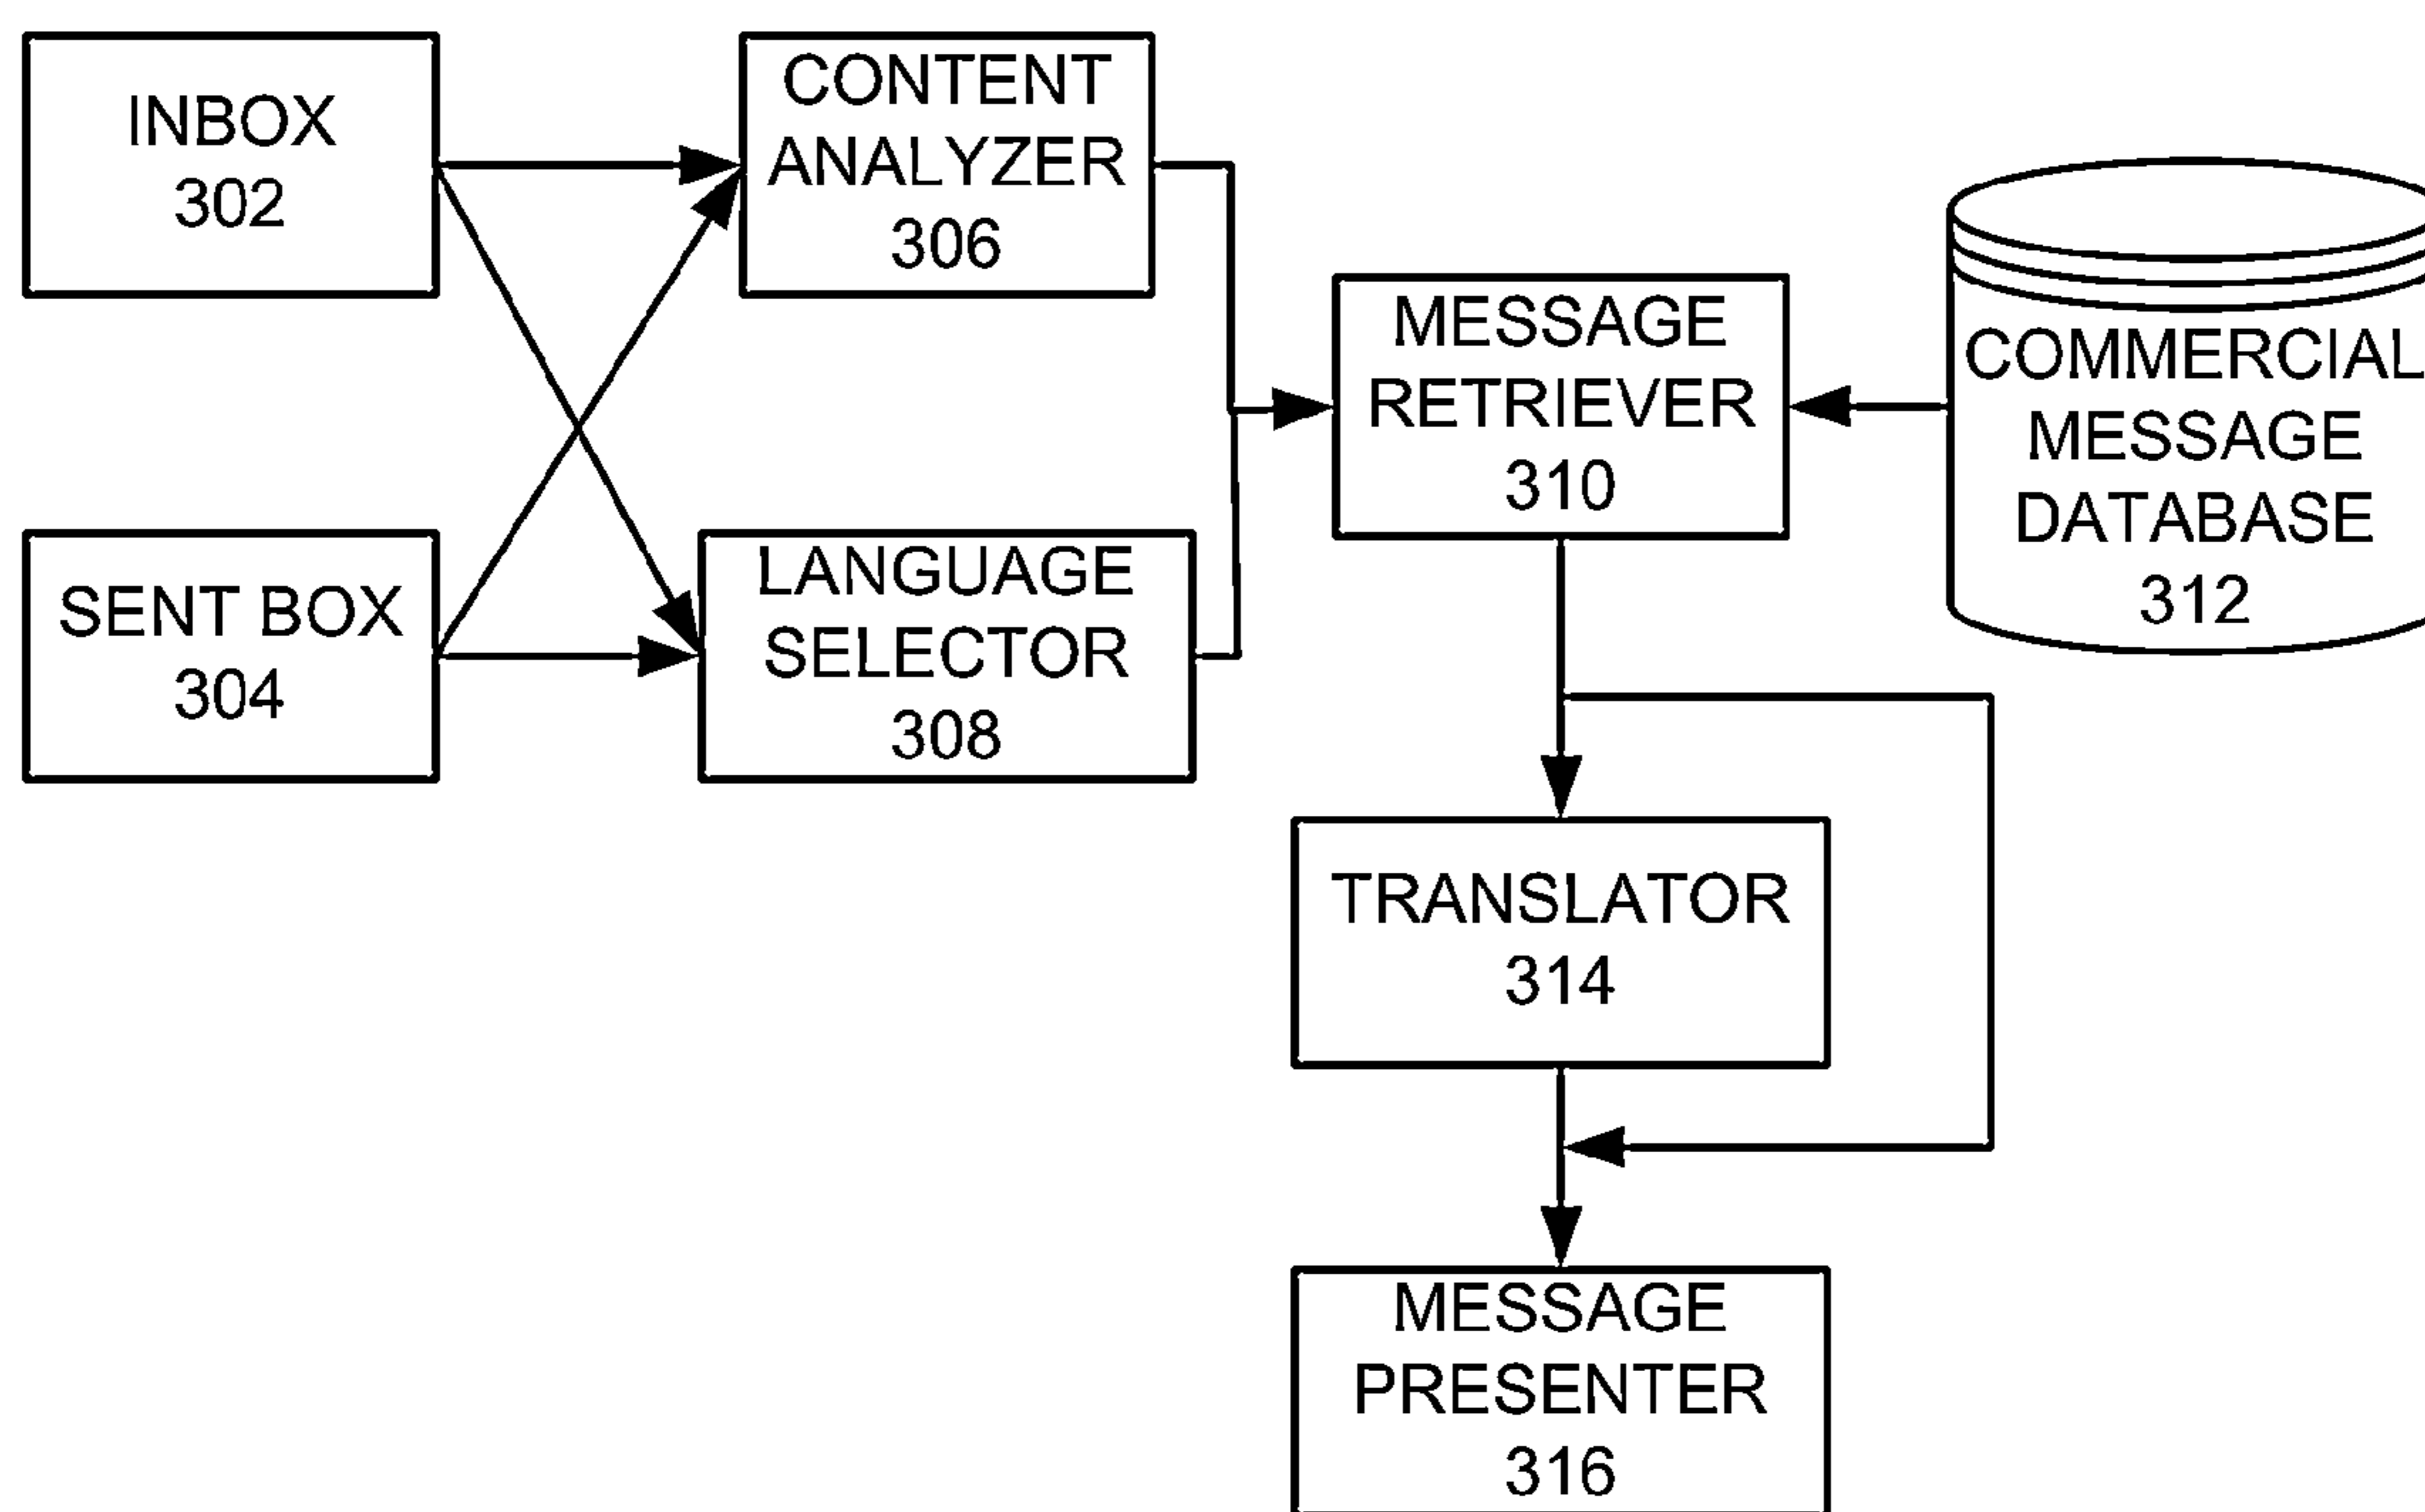 INBOX
302
CONTENT
ANALYZER
306
SENT BOX
304
LANGUAGE
SELECTOR
308
MESSAGE
RETRIEVER
310
COMMERCIAL
MESSAGE
DATABASE
312
TRANSLATOR
314
MESSAGE
PRESENTER
316